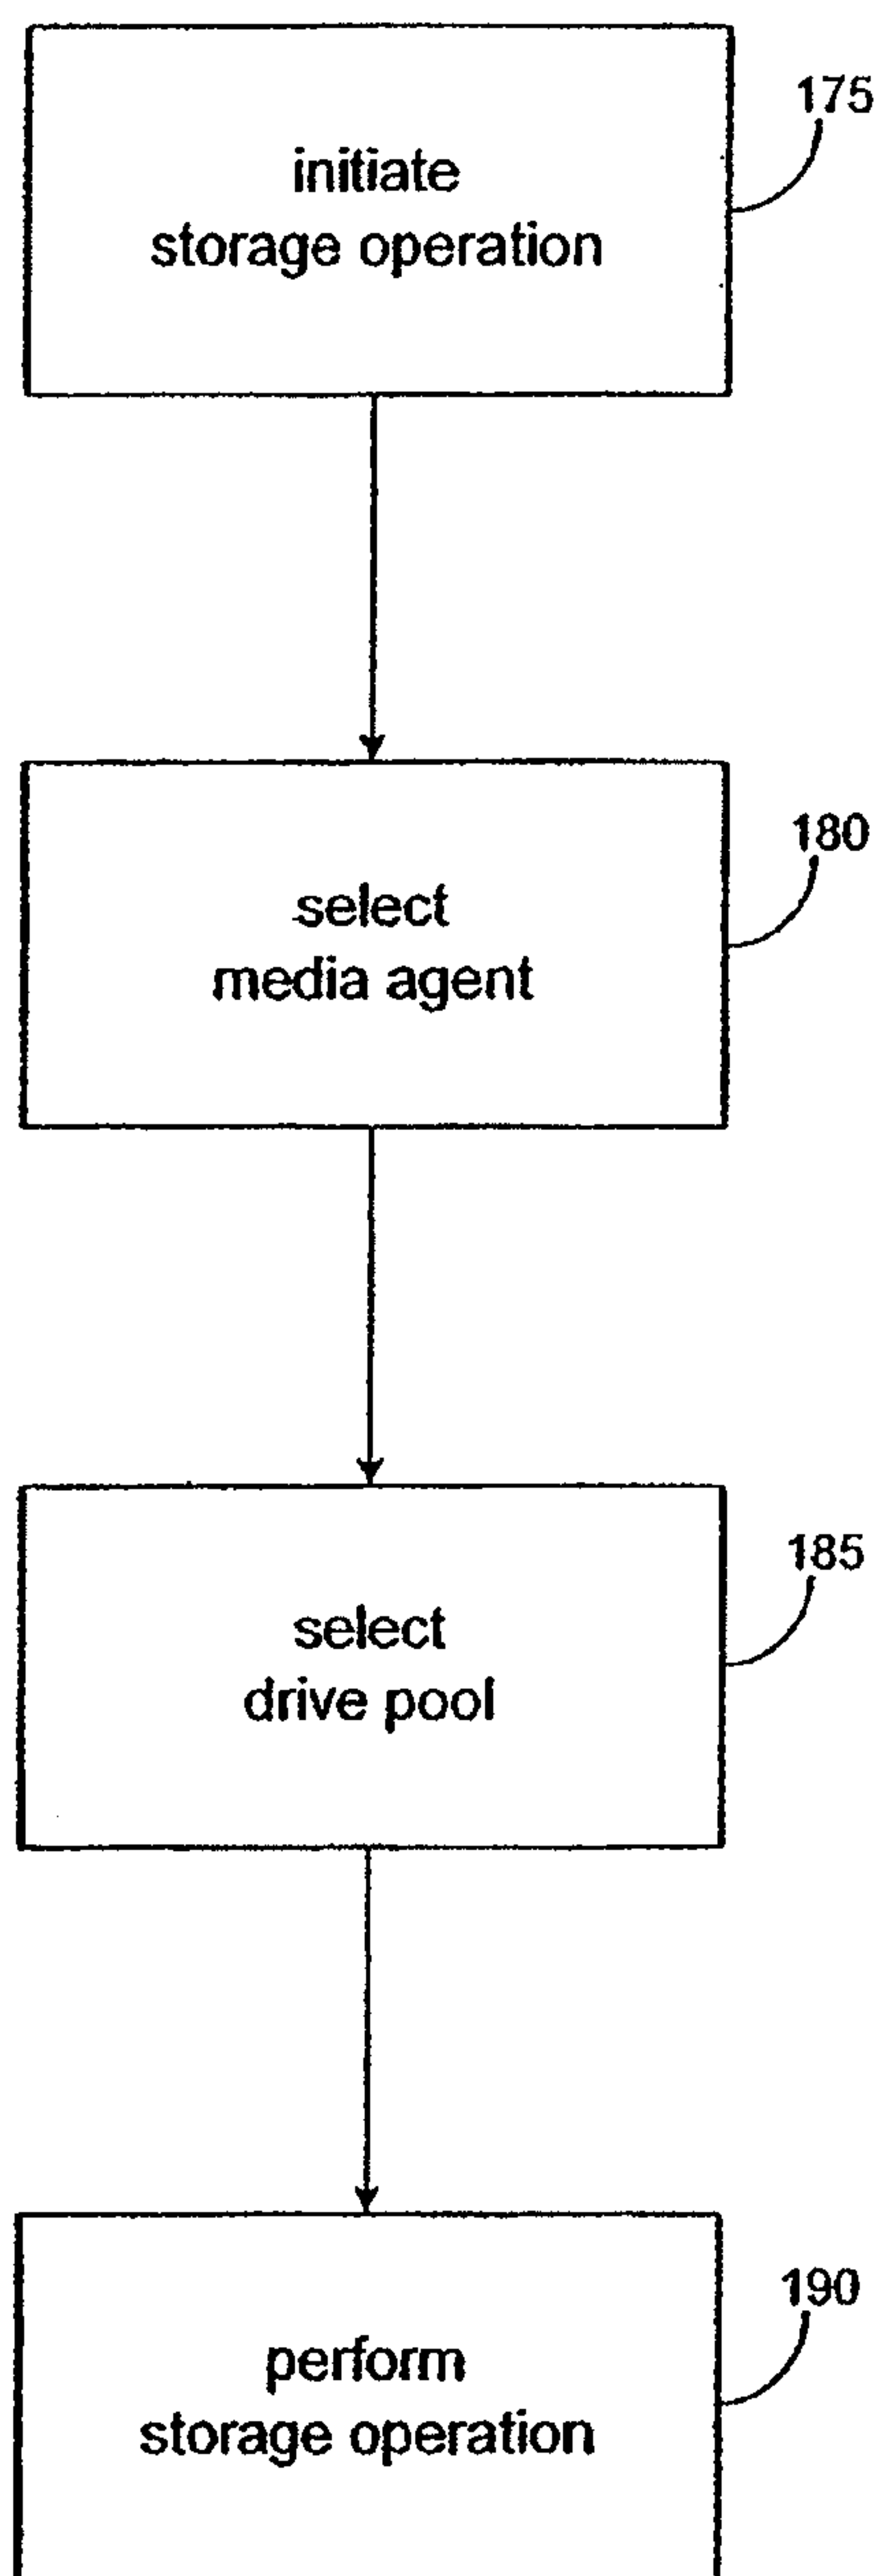 175
initiate
storage operation
180
select
media agent
185
select
drive pool
190
perform
storage operation